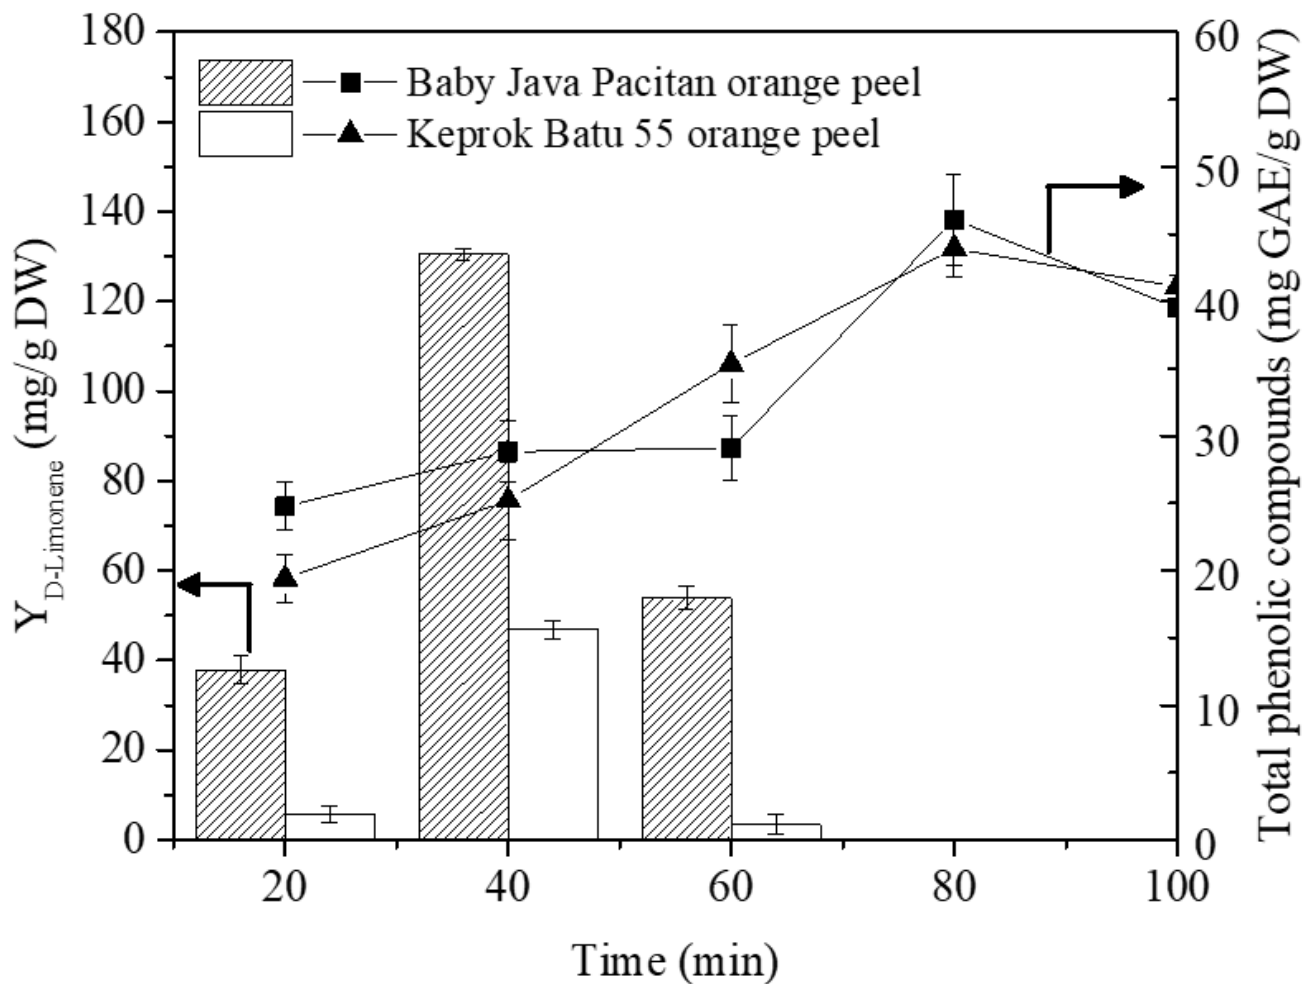 Baby Java Pacitan orange peel
Keprok Batu 55 orange peel
180
160
140
120
100
80
60
40
20
0
Y D-Limonene (mg/g DW)
60
50
40
30
20
10
0
Total phenolic compounds (mg GAE/g DW)
20 40 60 80 100
Time (min)